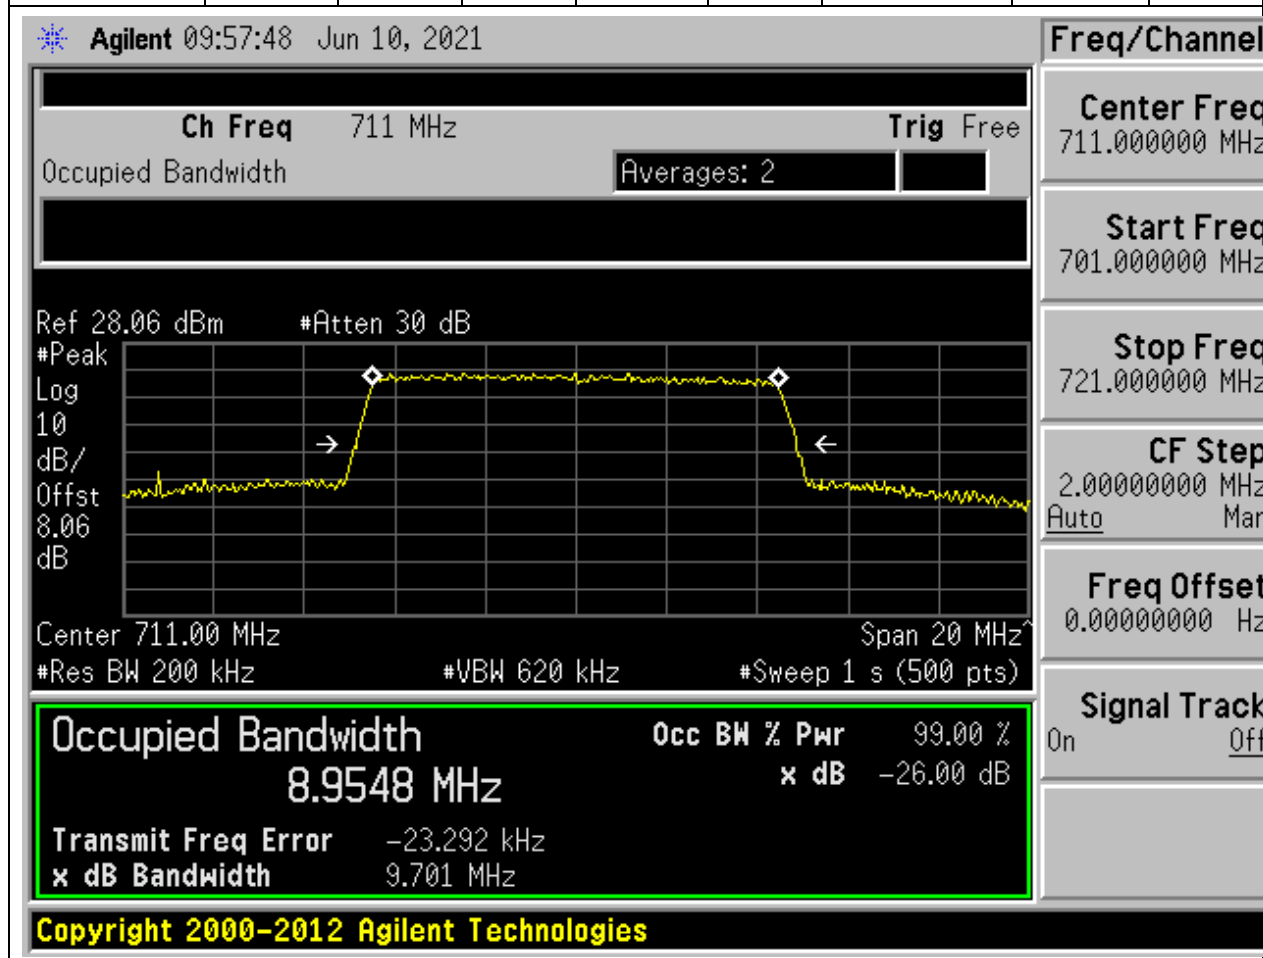 Agilent 09:57:48 Jun 10, 2021
Freq/Channel
Ch Freq 711 MHz Trig Free
Occupied Bandwidth Averages: 2
Center Freq
711.000000 MHz
Start Freq
701.000000 MHz
Stop Freq
721.000000 MHz
CF Step
2.00000000 MHz
Auto Man
Freq Offset
0.00000000 Hz
Signal Track
On Off
Ref 28.06 dBm #Atten 30 dB
#Peak
Log
10
dB/
Offst
8.06
dB
Center 711.00 MHz Span 20 MHz^
#Res BW 200 kHz #VBW 620 kHz #Sweep 1 s (500 pts)
Occupied Bandwidth Occ BW % Pwr 99.00 %
8.9548 MHz x dB -26.00 dB
Transmit Freq Error -23.292 kHz
x dB Bandwidth 9.701 MHz
Copyright 2000-2012 Agilent Technologies